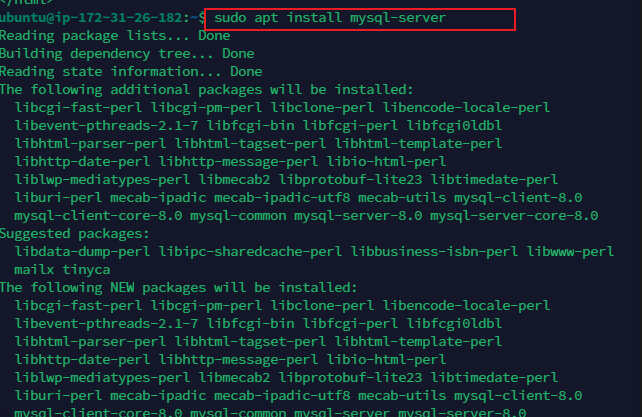 </html>
ubuntu@ip-172-31-26-182:~$ sudo apt install mysql-server
Reading package lists... Done
Building dependency tree... Done
Reading state information... Done
The following additional packages will be installed:
  libcgi-fast-perl libcgi-pm-perl libclone-perl libencode-locale-perl
  libevent-pthreads-2.1-7 libfcgi-bin libfcgi-perl libfcgi0ldbl
  libhtml-parser-perl libhtml-tagset-perl libhtml-template-perl
  libhttp-date-perl libhttp-message-perl libio-html-perl
  liblwp-mediatypes-perl libmecab2 libprotobuf-lite23 libtimedate-perl
  liburi-perl mecab-ipadic mecab-ipadic-utf8 mecab-utils mysql-client-8.0
  mysql-client-core-8.0 mysql-common mysql-server-8.0 mysql-server-core-8.0
Suggested packages:
  libdata-dump-perl libipc-sharedcache-perl libbusiness-isbn-perl libwww-perl
  mailx tinyca
The following NEW packages will be installed:
  libcgi-fast-perl libcgi-pm-perl libclone-perl libencode-locale-perl
  libevent-pthreads-2.1-7 libfcgi-bin libfcgi-perl libfcgi0ldbl
  libhtml-parser-perl libhtml-tagset-perl libhtml-template-perl
  libhttp-date-perl libhttp-message-perl libio-html-perl
  liblwp-mediatypes-perl libmecab2 libprotobuf-lite23 libtimedate-perl
  liburi-perl mecab-ipadic mecab-ipadic-utf8 mecab-utils mysql-client-8.0
  mysql-client-core-8.0 mysql-common mysql-server mysql-server-8.0